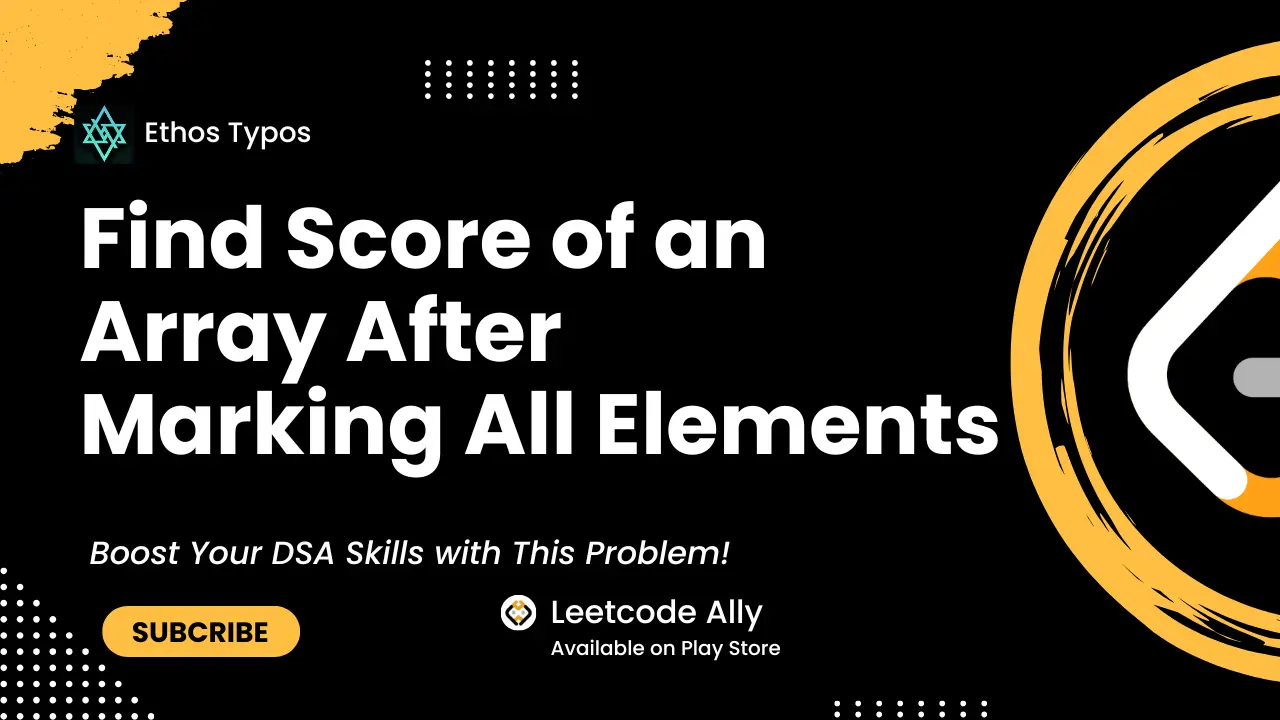 Ethos Typos
Find Score of an
Array After
Marking All Elements
Boost Your DSA Skills with This Problem!
SUBCRIBE
Leetcode Ally
Available on Play Store